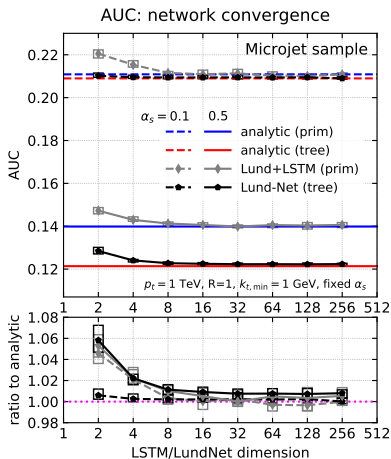 AUC: network convergence
Microjet sample
0.22
0.20
0.18
0.16
0.14
0.12
AUC
αs = 0.1 0.5
analytic (prim)
analytic (tree)
Lund+LSTM (prim)
Lund-Net (tree)
pt = 1 TeV, R=1, kt,min = 1 GeV, fixed αs
1 2 4 8 16 32 64 128 256 512
1.08
1.06
1.04
1.02
1.00
0.98
ratio to analytic
1 2 4 8 16 32 64 128 256 512
LSTM/LundNet dimension